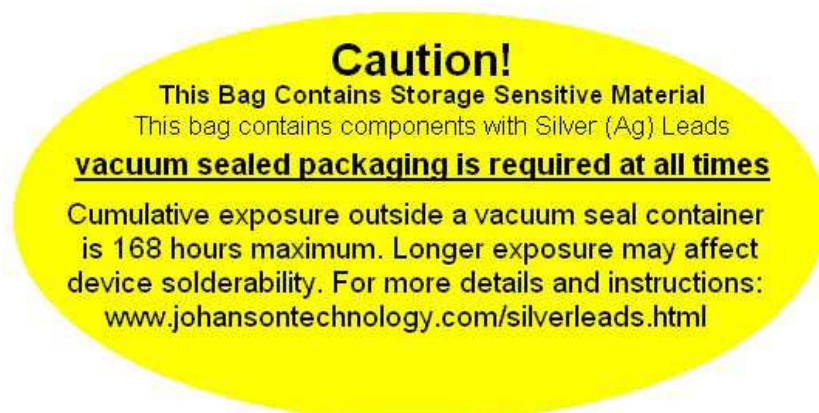 Caution!
This Bag Contains Storage Sensitive Material
This bag contains components with Silver (Ag) Leads
vacuum sealed packaging is required at all times
Cumulative exposure outside a vacuum seal container
is 168 hours maximum. Longer exposure may affect
device solderability. For more details and instructions:
www.johansontechnology.com/silverleads.html